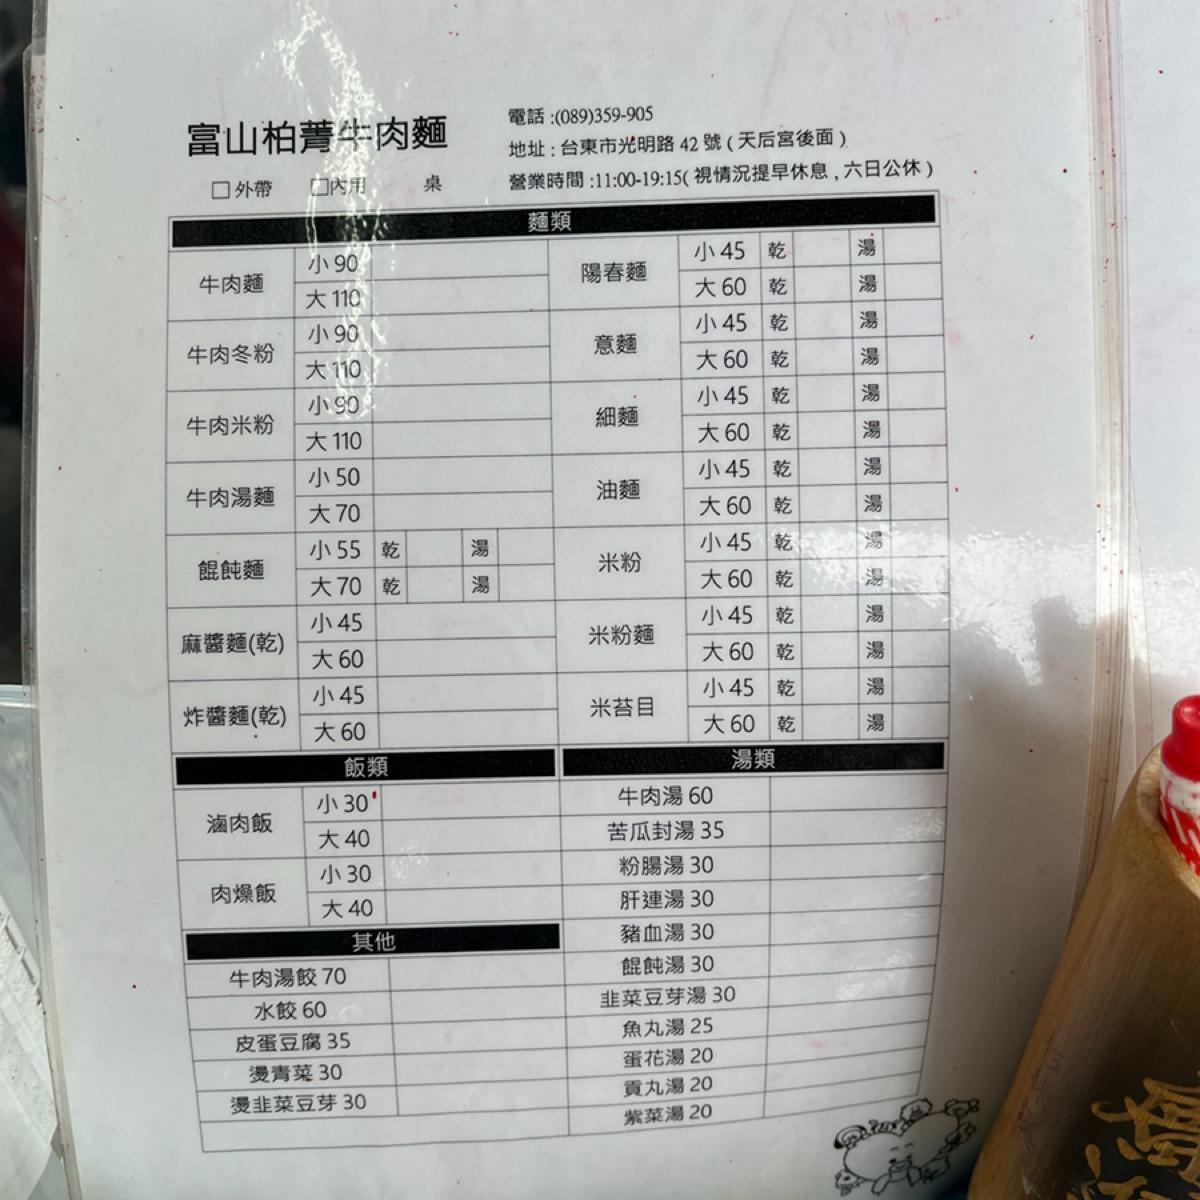 富山柏菁牛肉麵
電話:(089)359-905
地址:台東市光明路 42 號(天后宮後面)
營業時間:11:00-19:15(視情況提早休息,六日公休)
□外帶 □內用 桌
麵類
牛肉麵 小 90
大 110
牛肉冬粉 小 90
大 110
牛肉米粉 小 90
大 110
牛肉湯麵 小 50
大 70
餛飩麵 小 55 乾 湯
大 70 乾 湯
麻醬麵(乾) 小 45
大 60
炸醬麵(乾) 小 45
大 60
陽春麵 小 45 乾 湯
大 60 乾 湯
意麵 小 45 乾 湯
大 60 乾 湯
細麵 小 45 乾 湯
大 60 乾 湯
油麵 小 45 乾 湯
大 60 乾 湯
米粉 小 45 乾 湯
大 60 乾 湯
米粉麵 小 45 乾 湯
大 60 乾 湯
米苔目 小 45 乾 湯
大 60 乾 湯
飯類
滷肉飯 小 30
大 40
肉燥飯 小 30
大 40
其他
牛肉湯餃 70
水餃 60
皮蛋豆腐 35
燙青菜 30
燙韭菜豆芽 30
湯類
牛肉湯 60
苦瓜封湯 35
粉腸湯 30
肝連湯 30
豬血湯 30
餛飩湯 30
韭菜豆芽湯 30
魚丸湯 25
蛋花湯 20
貢丸湯 20
紫菜湯 20